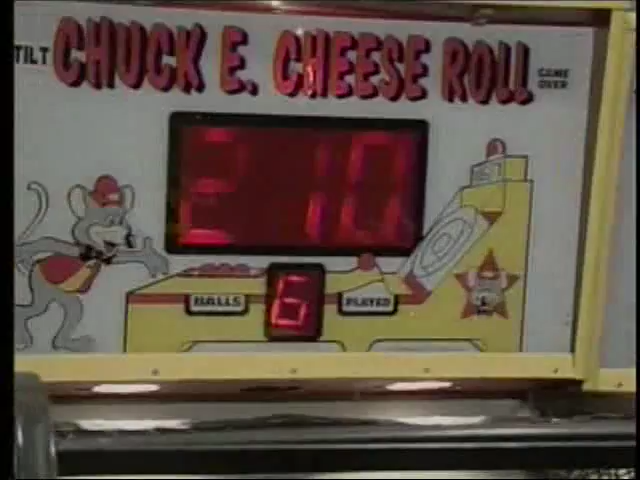 TILT
CHUCK E. CHEESE ROLL
GAME
OVER
210
BALLS 6 PLAYED